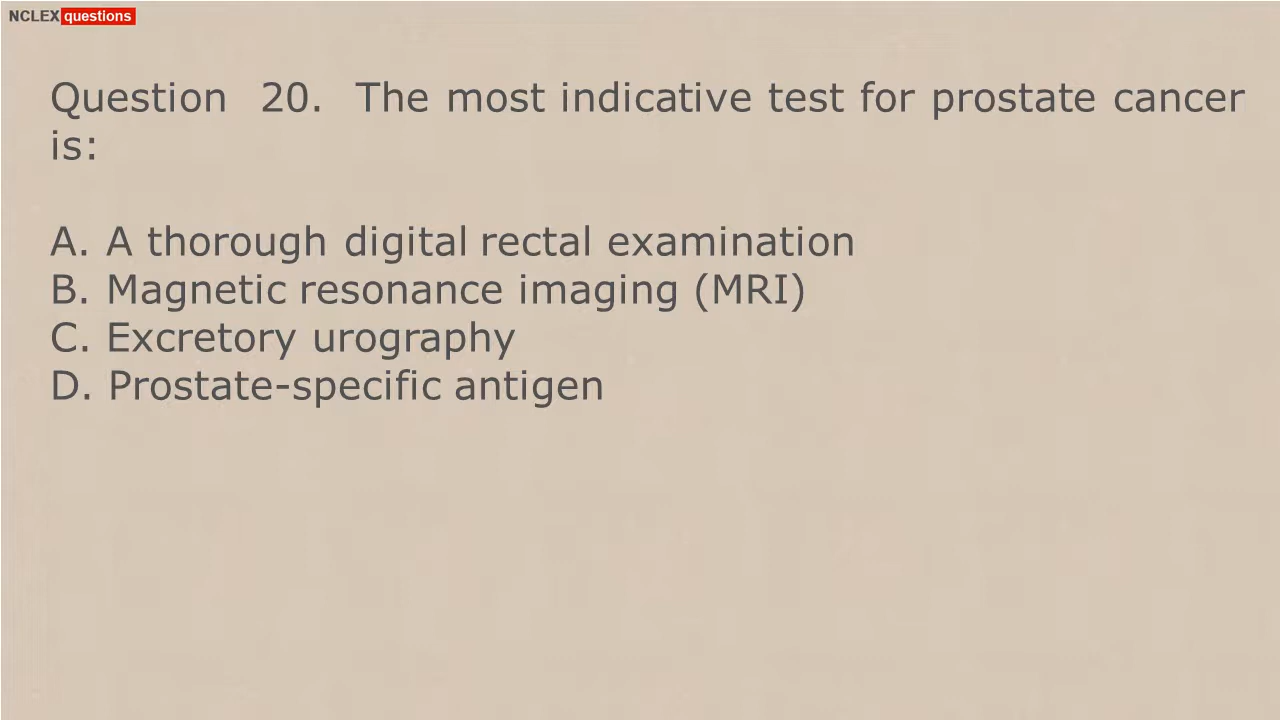 NCLEX questions
Question 20. The most indicative test for prostate cancer
is:
A. A thorough digital rectal examination
B. Magnetic resonance imaging (MRI)
C. Excretory urography
D. Prostate-specific antigen